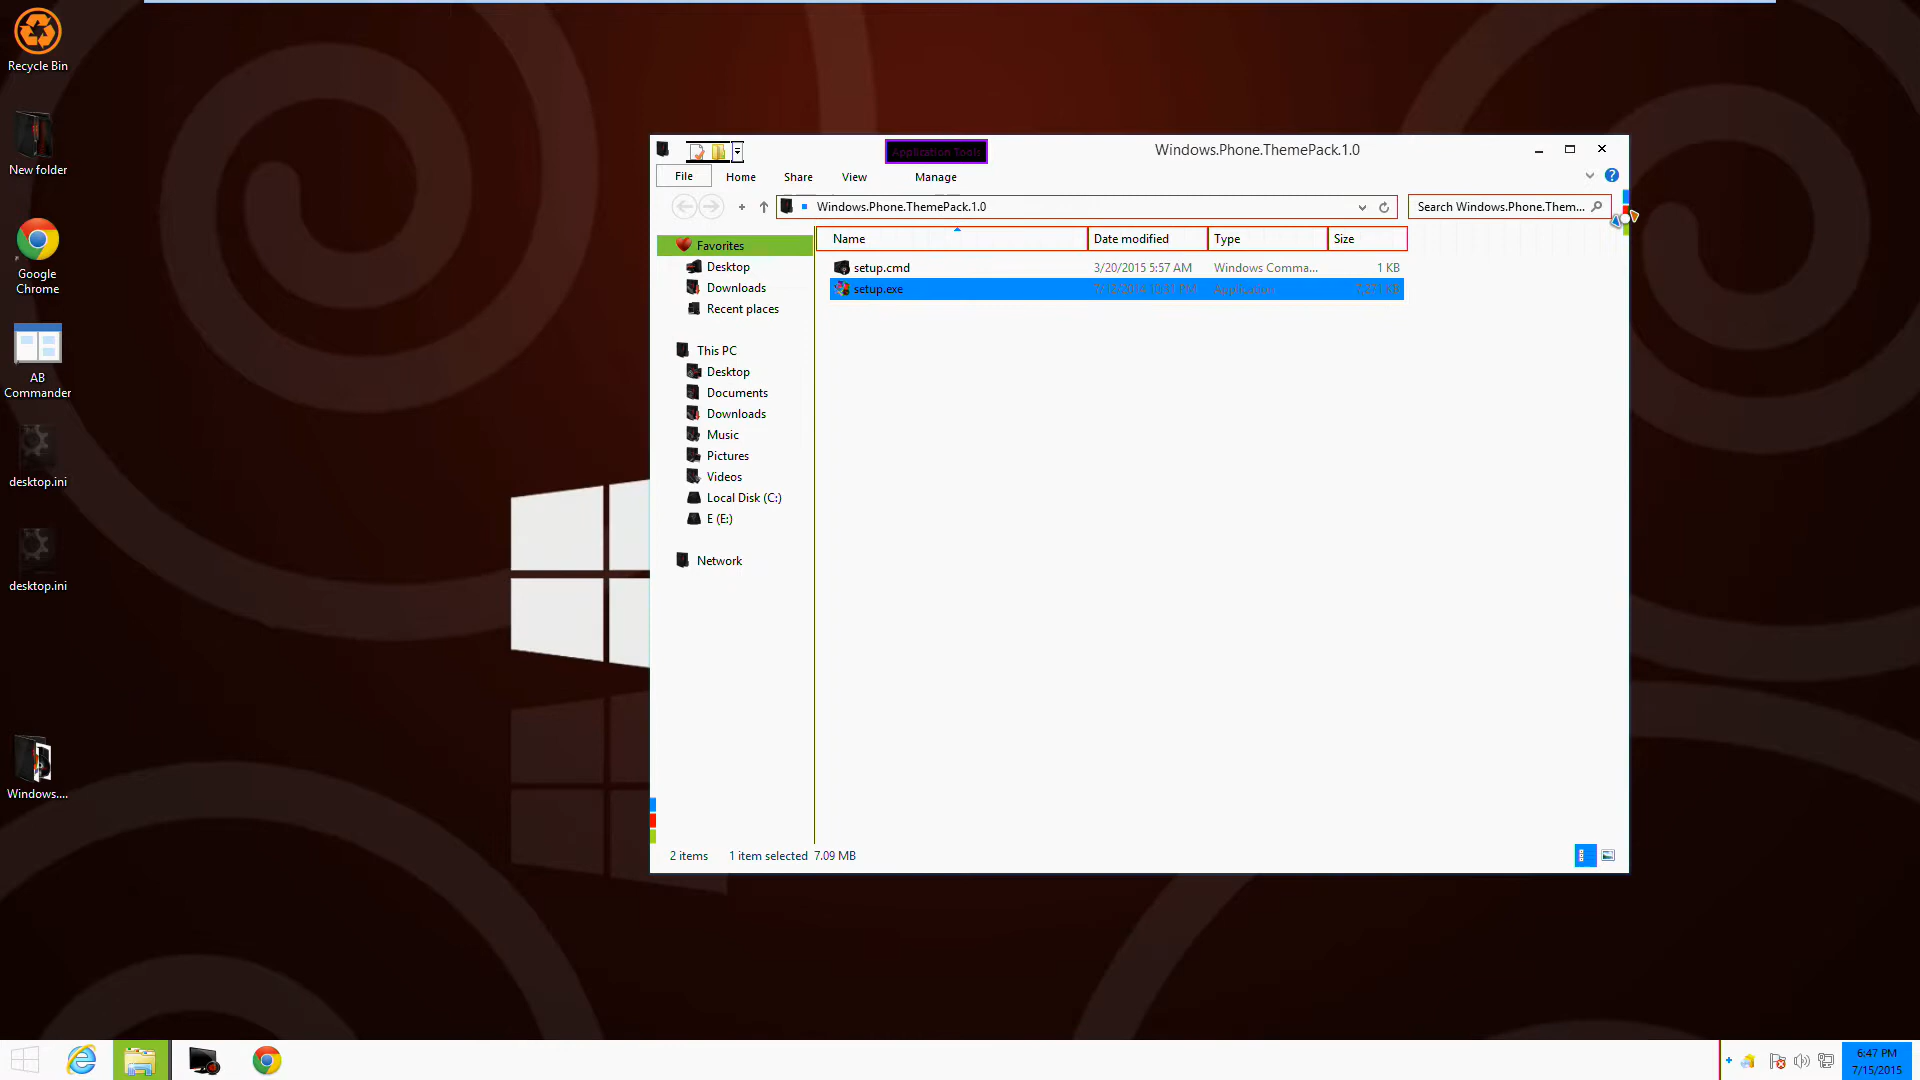 Recycle Bin
New folder
Google
Chrome
AB
Commander
desktop.ini
desktop.ini
Windows....
Application Tools
Windows.Phone.ThemePack.1.0
File
Home
Share
View
Manage
?
Windows.Phone.ThemePack.1.0
Search Windows.Phone.Them...
Name
Date modified
Type
Size
setup.cmd
3/20/2015 5:57 AM
Windows Comma...
1 KB
setup.exe
Application
Favorites
Desktop
Downloads
Recent places
This PC
Desktop
Documents
Downloads
Music
Pictures
Videos
Local Disk (C:)
E (E:)
Network
2 items
1 item selected
7.09 MB
6:47 PM
7/15/2015